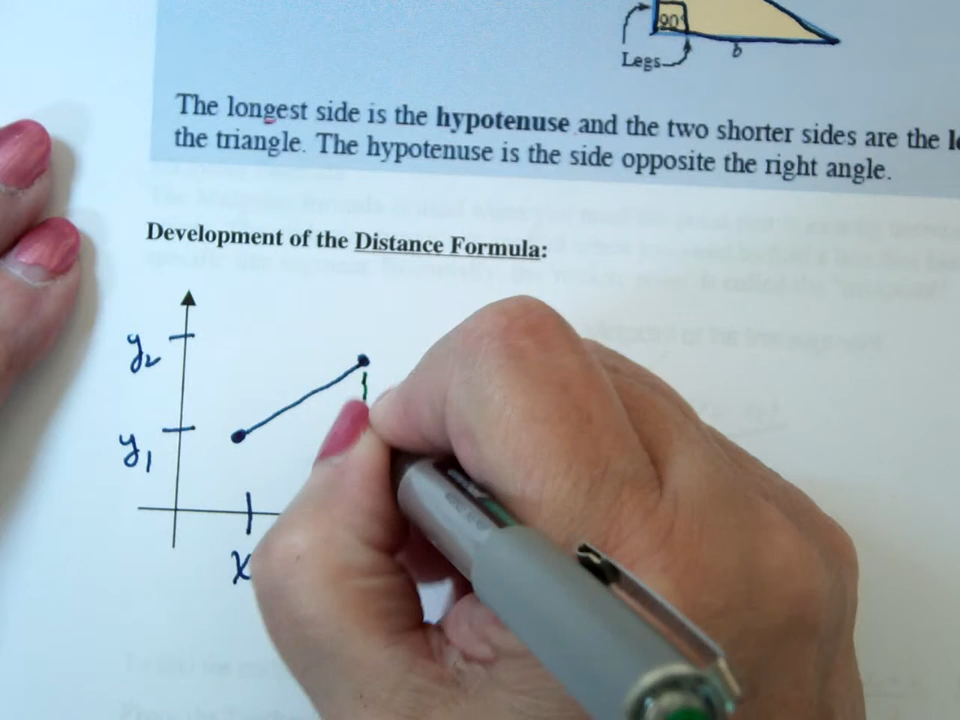 90°
Legs
b
The longest side is the hypotenuse and the two shorter sides are the
the triangle. The hypotenuse is the side opposite the right angle.
Development of the Distance Formula:
y₂
y₁
x